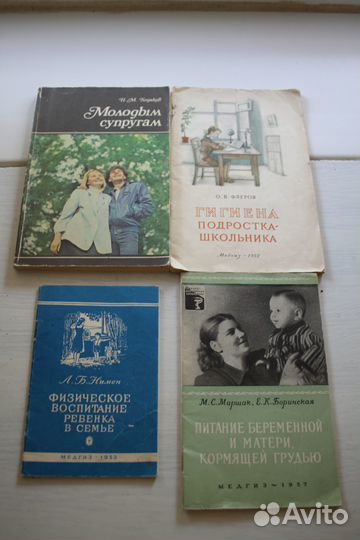 Молодым
супругам
О. В. ФЛЕРОВ
ГИГИЕНА
ПОДРОСТКА-
ШКОЛЬНИКА
Медгиз - 1952
Л. Б. Нимен
ФИЗИЧЕСКОЕ
ВОСПИТАНИЕ
РЕБЕНКА
В СЕМЬЕ
МЕДГИЗ - 1953
М. С. Маршак, Е. К. Боринская
ПИТАНИЕ БЕРЕМЕННОЙ
И МАТЕРИ,
КОРМЯЩЕЙ ГРУДЬЮ
МЕДГИЗ ~ 1957
Avito